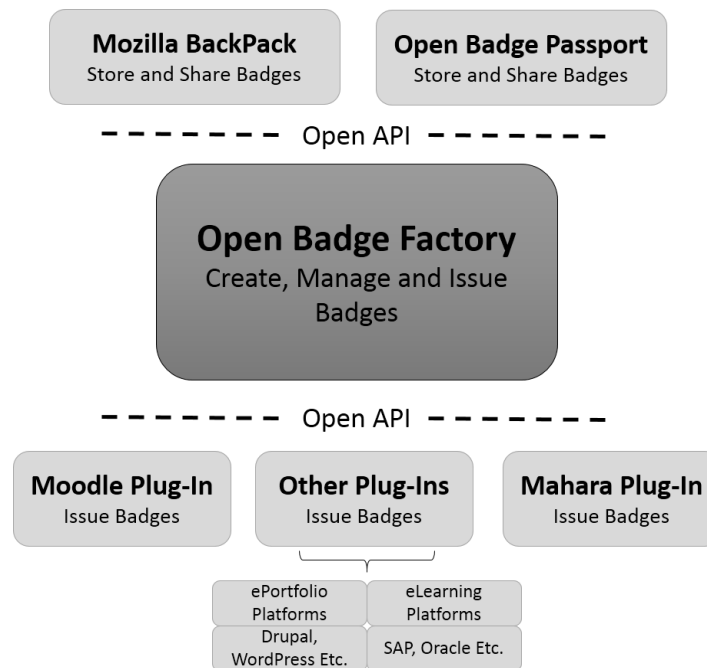 Mozilla BackPack
Store and Share Badges
Open Badge Passport
Store and Share Badges
Open API
Open Badge Factory
Create, Manage and Issue
Badges
Open API
Moodle Plug-In
Issue Badges
Other Plug-Ins
Issue Badges
Mahara Plug-In
Issue Badges
ePortfolio
Platforms
eLearning
Platforms
Drupal,
WordPress Etc.
SAP, Oracle Etc.